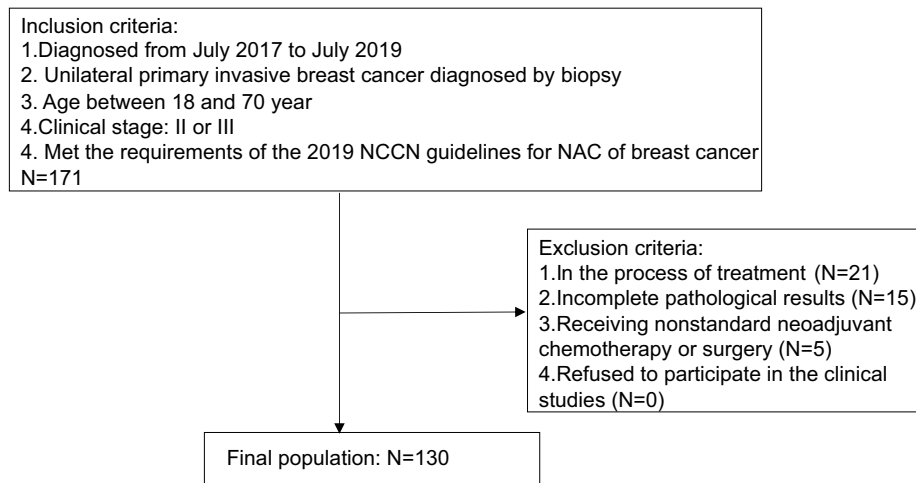 Inclusion criteria:
1.Diagnosed from July 2017 to July 2019
2. Unilateral primary invasive breast cancer diagnosed by biopsy
3. Age between 18 and 70 year
4.Clinical stage: II or III
4. Met the requirements of the 2019 NCCN guidelines for NAC of breast cancer
N=171
Exclusion criteria:
1.In the process of treatment (N=21)
2.Incomplete pathological results (N=15)
3.Receiving nonstandard neoadjuvant
chemotherapy or surgery (N=5)
4.Refused to participate in the clinical
studies (N=0)
Final population: N=130